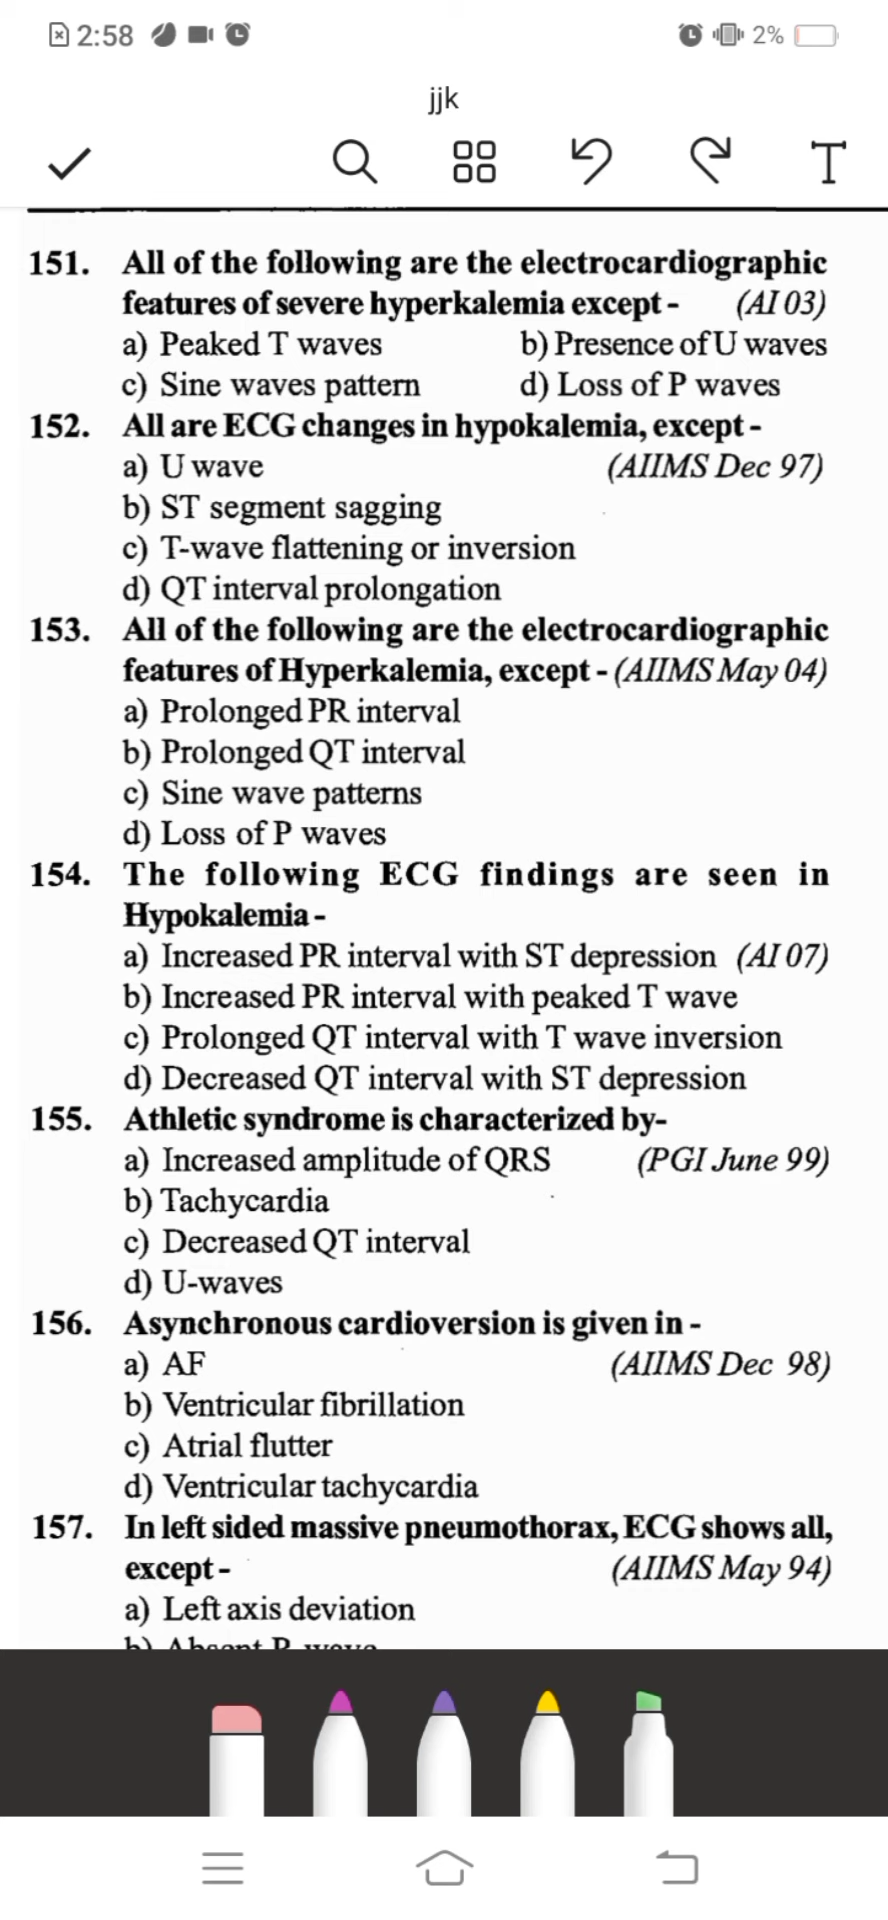 2:58
2%
jjk
T
151. All of the following are the electrocardiographic
features of severe hyperkalemia except - (AI 03)
a) Peaked T waves b) Presence of U waves
c) Sine waves pattern d) Loss of P waves
152. All are ECG changes in hypokalemia, except -
a) U wave (AIIMS Dec 97)
b) ST segment sagging
c) T-wave flattening or inversion
d) QT interval prolongation
153. All of the following are the electrocardiographic
features of Hyperkalemia, except - (AIIMS May 04)
a) Prolonged PR interval
b) Prolonged QT interval
c) Sine wave patterns
d) Loss of P waves
154. The following ECG findings are seen in
Hypokalemia -
a) Increased PR interval with ST depression (AI 07)
b) Increased PR interval with peaked T wave
c) Prolonged QT interval with T wave inversion
d) Decreased QT interval with ST depression
155. Athletic syndrome is characterized by-
a) Increased amplitude of QRS (PGI June 99)
b) Tachycardia
c) Decreased QT interval
d) U-waves
156. Asynchronous cardioversion is given in -
a) AF (AIIMS Dec 98)
b) Ventricular fibrillation
c) Atrial flutter
d) Ventricular tachycardia
157. In left sided massive pneumothorax, ECG shows all,
except - (AIIMS May 94)
a) Left axis deviation